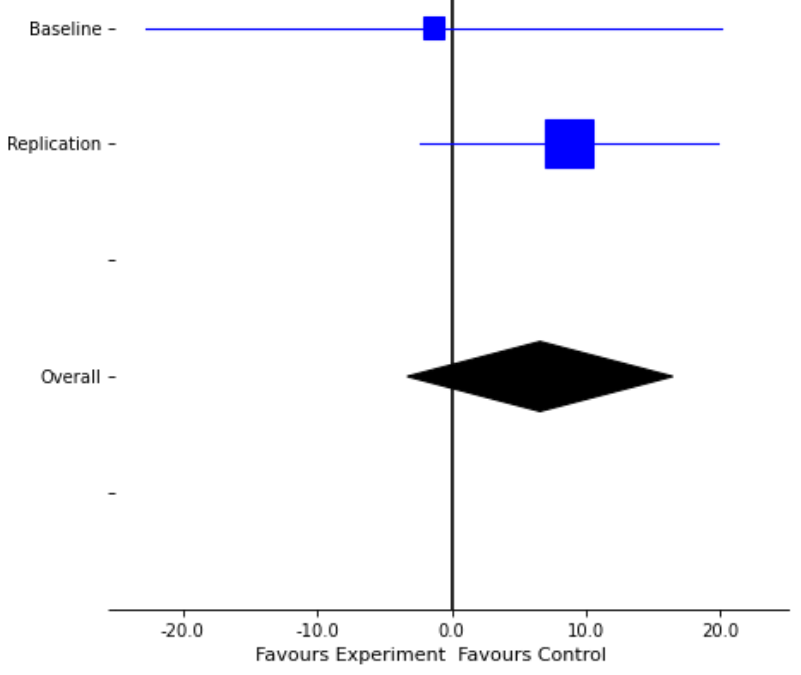 Baseline
Replication
Overall
-20.0 -10.0 0.0 10.0 20.0
Favours Experiment Favours Control